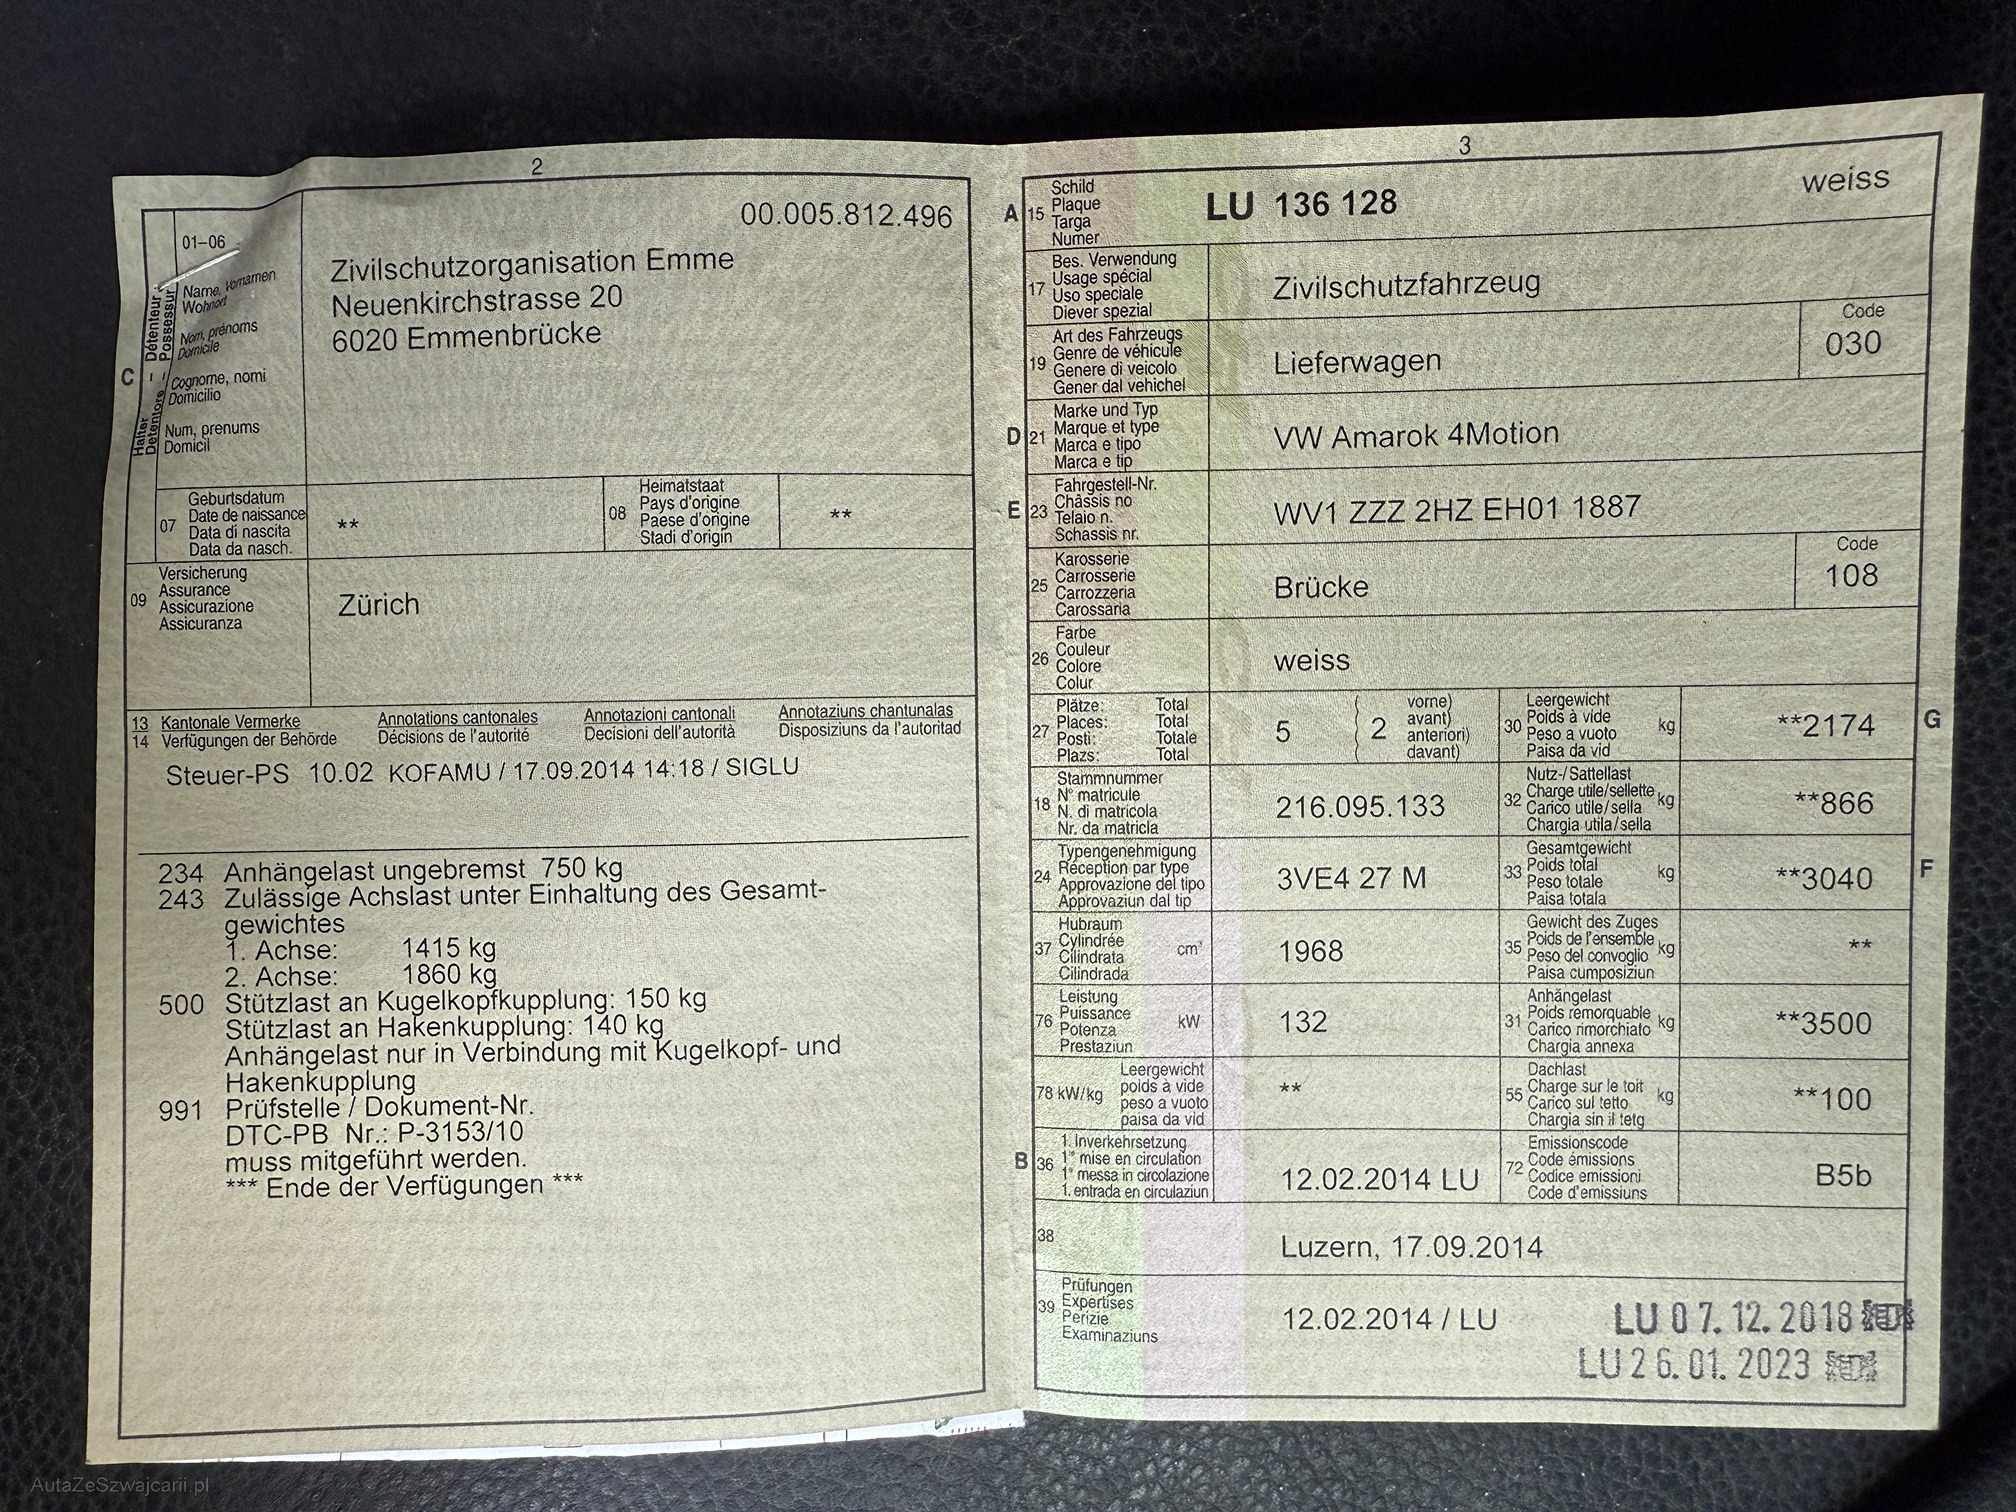 2
00.005.812.496
01–06
Name, Vornamen
Wohnort
Nom, prénoms
Domicile
Cognome, nomi
Domicilio
Num, prenums
Domicil
C
Halter Détenteur
Detentore Possessur
Zivilschutzorganisation Emme
Neuenkirchstrasse 20
6020 Emmenbrücke
07
Geburtsdatum
Date de naissance
Data di nascita
Data da nasch.
**
08
Heimatstaat
Pays d'origine
Paese d'origine
Stadi d'origin
**
09
Versicherung
Assurance
Assicurazione
Assicuranza
Zürich
13 Kantonale Vermerke Annotations cantonales Annotazioni cantonali Annotaziuns chantunalas
14 Verfügungen der Behörde Décisions de l'autorité Decisioni dell'autorità Disposiziuns da l'autoritad
Steuer-PS 10.02 KOFAMU / 17.09.2014 14:18 / SIGLU
234 Anhängelast ungebremst 750 kg
243 Zulässige Achslast unter Einhaltung des Gesamt-
gewichtes
1. Achse: 1415 kg
2. Achse: 1860 kg
500 Stützlast an Kugelkopfkupplung: 150 kg
Stützlast an Hakenkupplung: 140 kg
Anhängelast nur in Verbindung mit Kugelkopf- und
Hakenkupplung
991 Prüfstelle / Dokument-Nr.
DTC-PB Nr.: P-3153/10
muss mitgeführt werden.
*** Ende der Verfügungen ***
3
A 15
Schild
Plaque
Targa
Numer
LU 136 128
weiss
17
Bes. Verwendung
Usage spécial
Uso speciale
Diever spezial
Zivilschutzfahrzeug
19
Art des Fahrzeugs
Genre de véhicule
Genere di veicolo
Gener dal vehichel
Lieferwagen
Code
030
D 21
Marke und Typ
Marque et type
Marca e tipo
Marca e tip
VW Amarok 4Motion
E 23
Fahrgestell-Nr.
Châssis no
Telaio n.
Schassis nr.
WV1 ZZZ 2HZ EH01 1887
25
Karosserie
Carrosserie
Carrozzeria
Carossaria
Brücke
Code
108
26
Farbe
Couleur
Colore
Colur
weiss
27
Plätze: Total
Places: Total
Posti: Totale
Plazs: Total
5
2
vorne)
avant)
anteriori)
davant)
30
Leergewicht
Poids à vide
Peso a vuoto
Paisa da vid
kg
**2174
G
18
Stammnummer
N° matricule
N. di matricola
Nr. da matricla
216.095.133
32
Nutz-/Sattellast
Charge utile/sellette
Carico utile/sella
Chargia utila/sella
kg
**866
24
Typengenehmigung
Réception par type
Approvazione del tipo
Approvaziun dal tip
3VE4 27 M
33
Gesamtgewicht
Poids total
Peso totale
Paisa totala
kg
**3040
F
37
Hubraum
Cylindrée
Cilindrata
Cilindrada
cm³
1968
35
Gewicht des Zuges
Poids de l'ensemble
Peso del convoglio
Paisa cumposiziun
kg
**
76
Leistung
Puissance
Potenza
Prestaziun
kW
132
31
Anhängelast
Poids remorquable
Carico rimorchiato
Chargia annexa
kg
**3500
78 kW/kg
Leergewicht
poids à vide
peso a vuoto
paisa da vid
**
55
Dachlast
Charge sur le toit
Carico sul tetto
Chargia sin il tetg
kg
**100
B 36
1. Inverkehrsetzung
1° mise en circulation
1° messa in circolazione
1. entrada en circulaziun
12.02.2014 LU
72
Emissionscode
Code émissions
Codice emissioni
Code d'emissiuns
B5b
38
Luzern, 17.09.2014
39
Prüfungen
Expertises
Perizie
Examinaziuns
12.02.2014 / LU
LU 07.12.2018
LU 26.01.2023
AutaZeSzwajcarii.pl